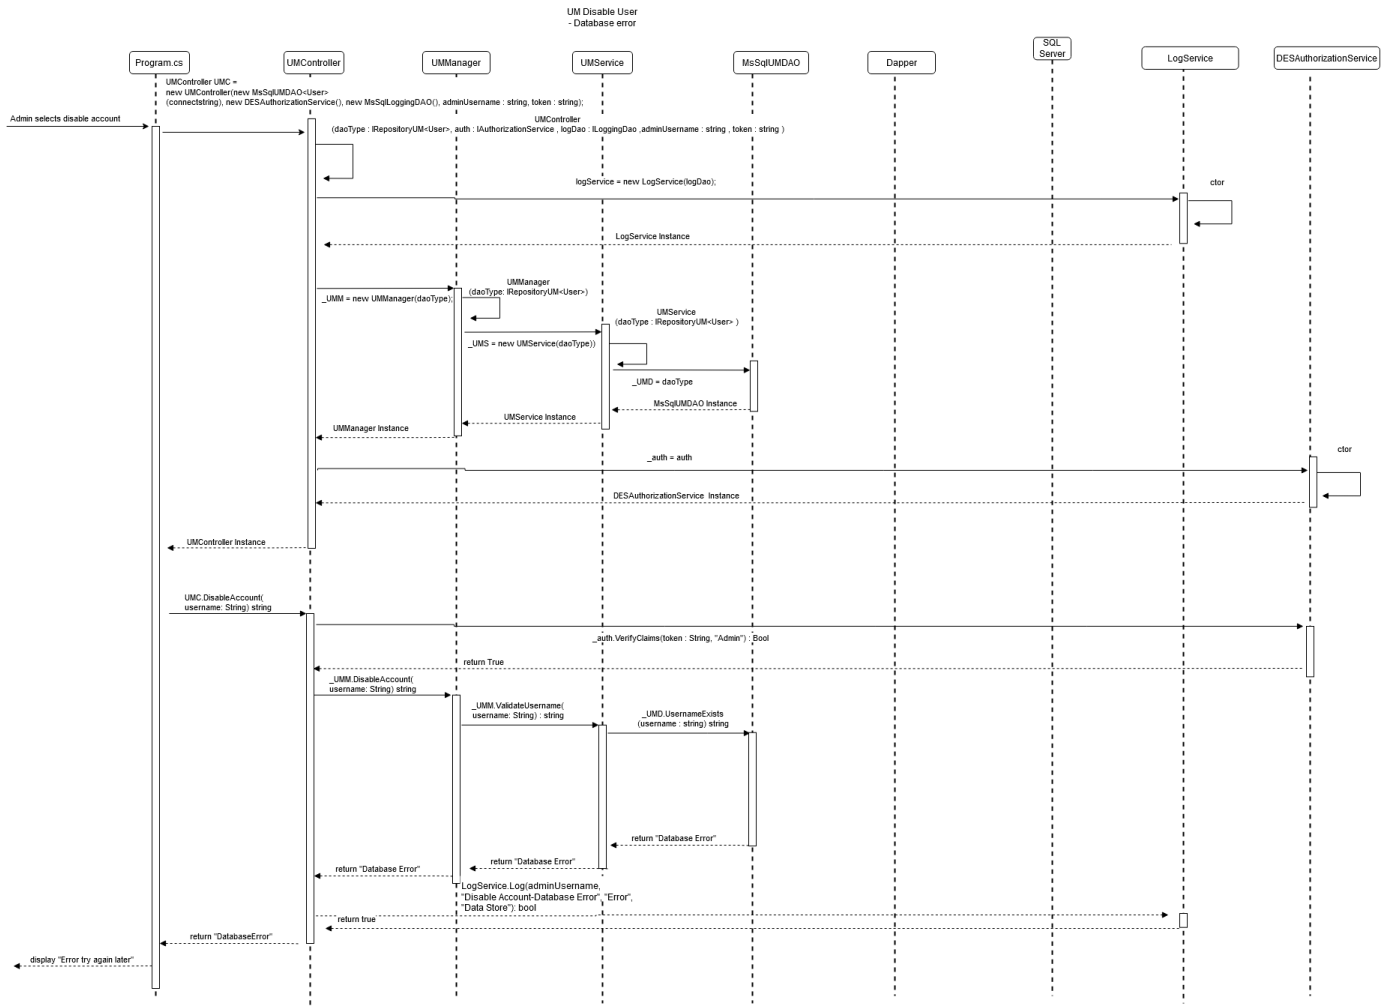 UM Disable User
- Database error
Program.cs
UMController
UMManager
UMService
MsSqlUMDAO
Dapper
SQL
Server
LogService
DESAuthorizationService
UMController UMC =
new UMController(new MsSqlUMDAO<User>
(connectstring), new DESAuthorizationService(), new MsSqlLoggingDAO(), adminUsername : string, token : string);
Admin selects disable account
UMController
(daoType : IRepositoryUM<User>, auth : IAuthorizationService , logDao : ILoggingDao ,adminUsername : string , token : string )
logService = new LogService(logDao);
ctor
LogService Instance
UMManager
(daoType: IRepositoryUM<User>)
_UMM = new UMManager(daoType);
UMService
(daoType : IRepositoryUM<User> )
_UMS = new UMService(daoType))
_UMD = daoType
MsSqlUMDAO Instance
UMService Instance
UMManager Instance
_auth = auth
ctor
DESAuthorizationService Instance
UMController Instance
UMC.DisableAccount(
username: String) string
_auth.VerifyClaims(token : String, "Admin") : Bool
return True
_UMM.DisableAccount(
username: String) string
_UMM.ValidateUsername(
username: String) : string
_UMD.UsernameExists
(username : string) string
return "Database Error"
return "Database Error"
return "Database Error"
LogService.Log(adminUsername,
"Disable Account-Database Error", "Error",
"Data Store"): bool
return true
return "DatabaseError"
display "Error try again later"